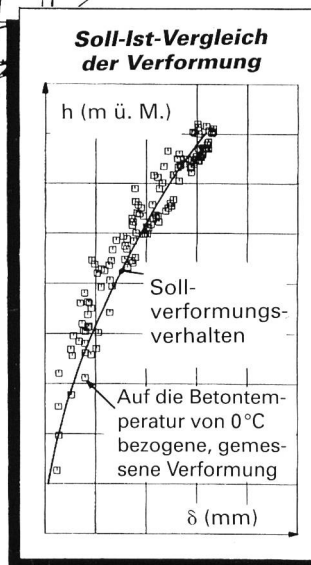 Soll-Ist-Vergleich
der Verformung
h (m ü. M.)
Soll-
verformungs-
verhalten
Auf die Betontem-
peratur von 0°C
bezogene, gemes-
sene Verformung
δ (mm)